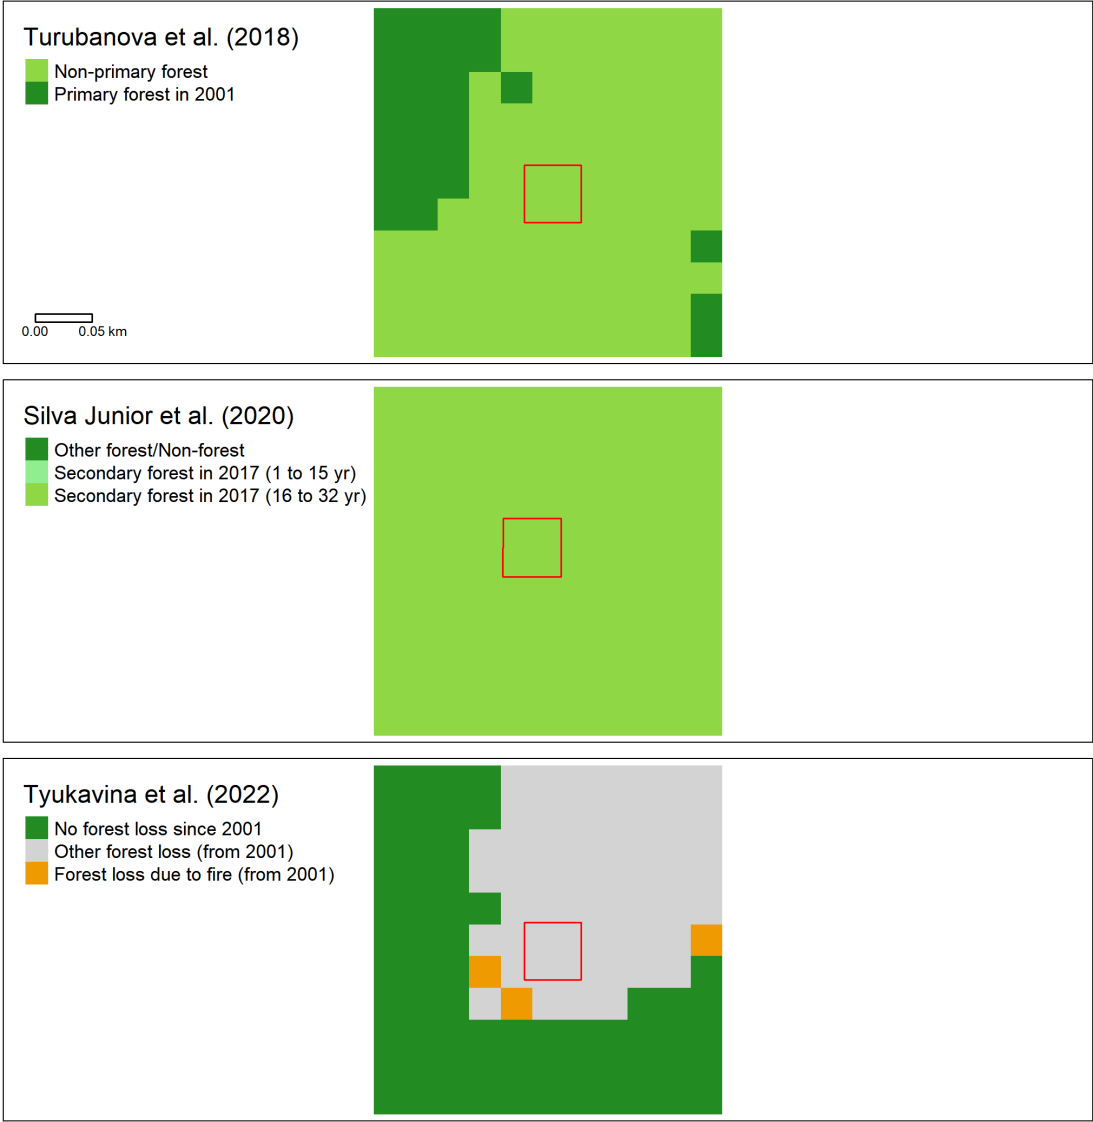 Turubanova et al. (2018)
Non-primary forest
Primary forest in 2001
0.00 0.05 km
Silva Junior et al. (2020)
Other forest/Non-forest
Secondary forest in 2017 (1 to 15 yr)
Secondary forest in 2017 (16 to 32 yr)
Tyukavina et al. (2022)
No forest loss since 2001
Other forest loss (from 2001)
Forest loss due to fire (from 2001)